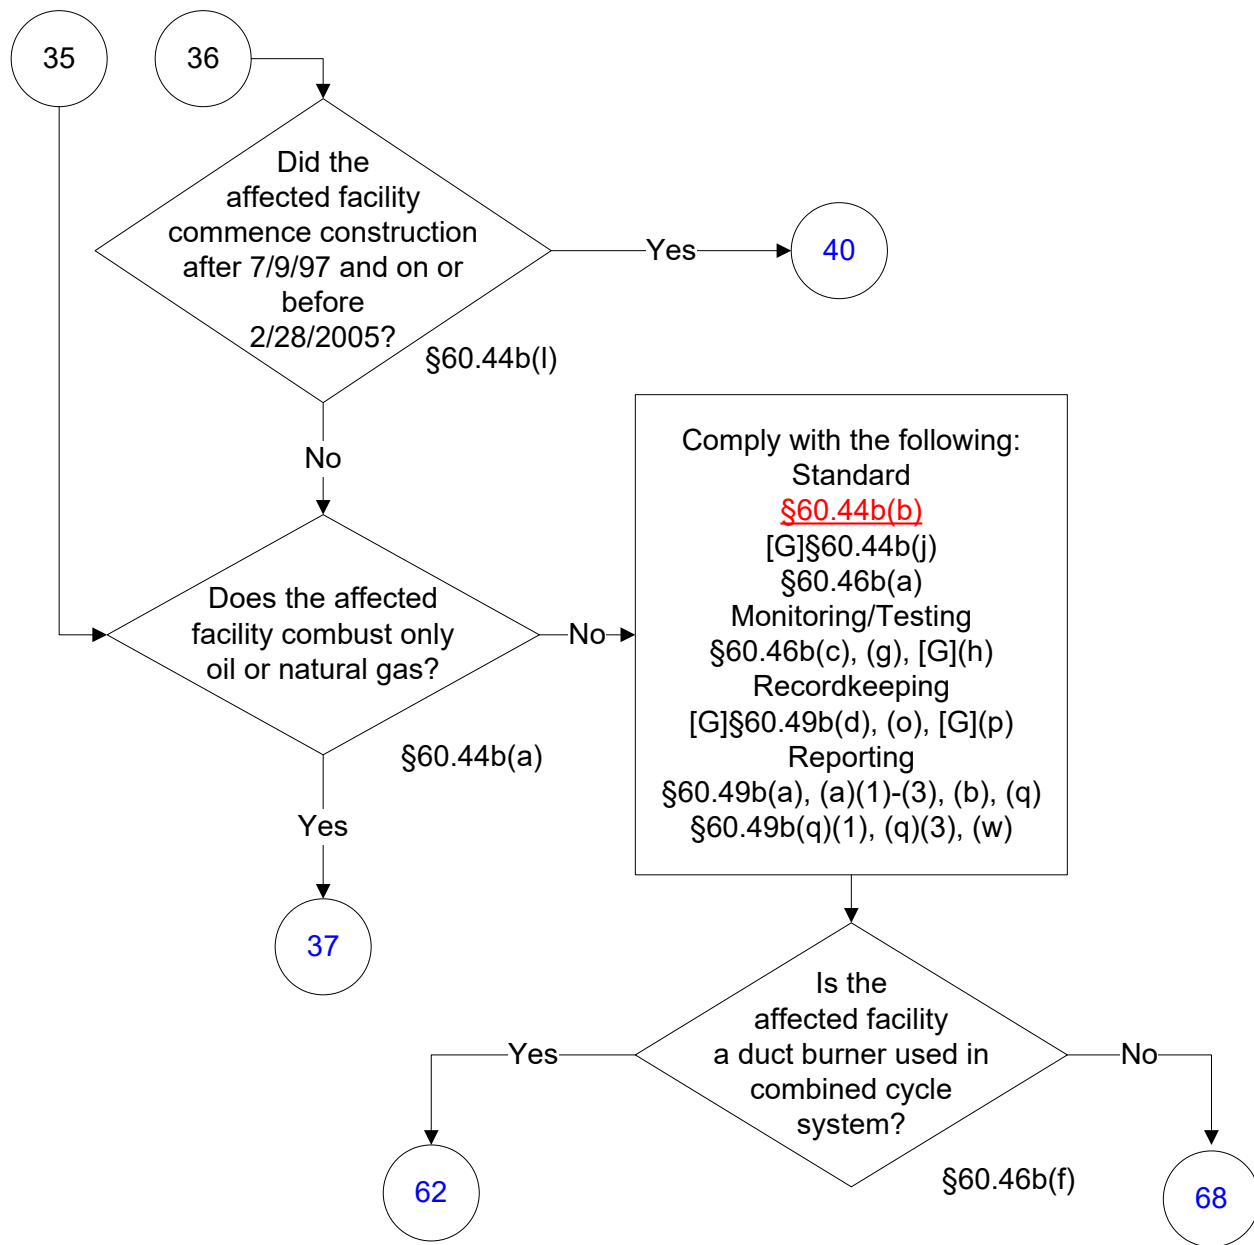 35
36
Did the
affected facility
commence construction
after 7/9/97 and on or
before
2/28/2005?
Yes
40
§60.44b(l)
No
Does the affected
facility combust only
oil or natural gas?
No
§60.44b(a)
Yes
37
Comply with the following:
Standard
§60.44b(b)
[G]§60.44b(j)
§60.46b(a)
Monitoring/Testing
§60.46b(c), (g), [G](h)
Recordkeeping
[G]§60.49b(d), (o), [G](p)
Reporting
§60.49b(a), (a)(1)-(3), (b), (q)
§60.49b(q)(1), (q)(3), (w)
Is the
affected facility
a duct burner used in
combined cycle
system?
Yes
No
§60.46b(f)
62
68